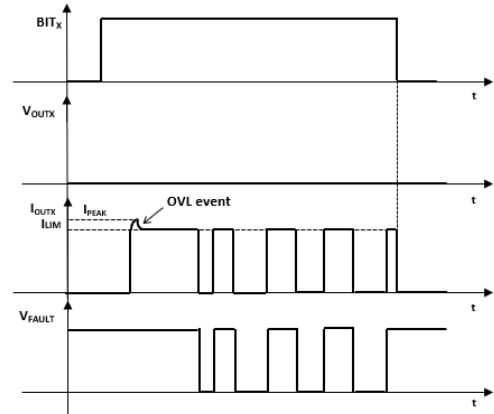 BITX
t
VOUTX
t
OVL event
IOUTX
IPEAK
ILIM
t
VFAULT
t